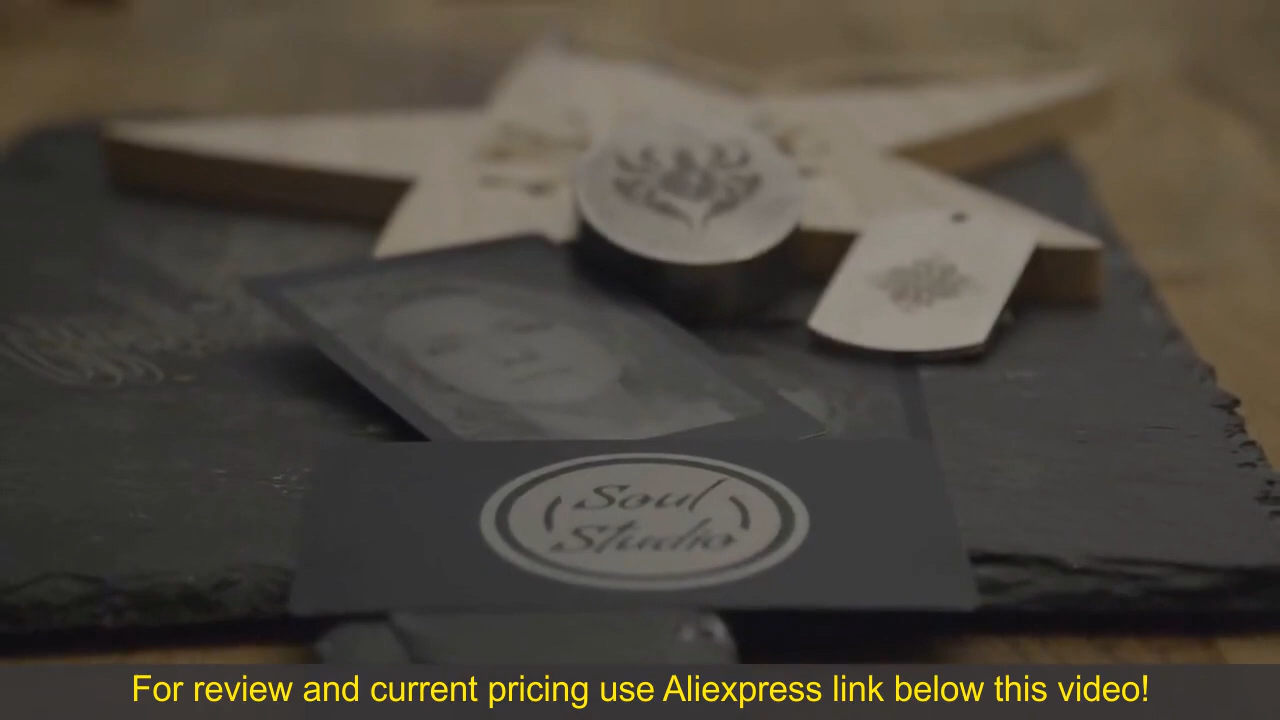 Soul
Studio
For review and current pricing use Aliexpress link below this video!